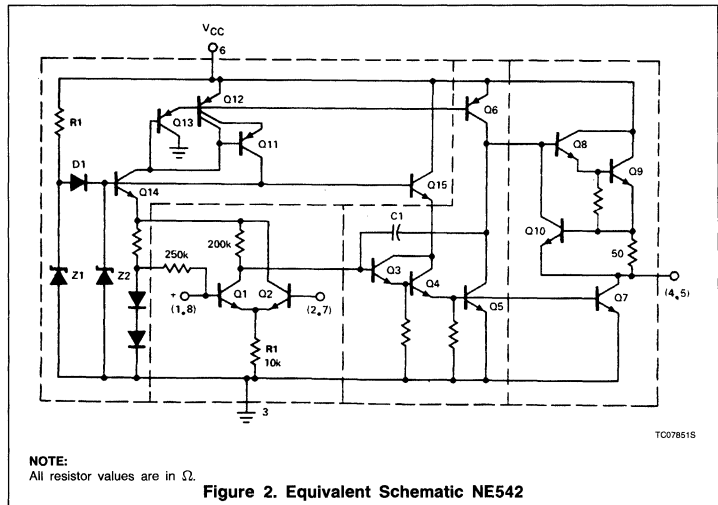 VCC
6
Q12
R1
Q13
Q6
Q11
Q8
D1
Q9
Q14
Q15
C1
Q10
200k
250k
50
Z1
Z2
Q3
Q4
+
(1,8)
Q1
Q2
(2,7)
Q5
Q7
(4,5)
R1
10k
3
TC07851S
NOTE:
All resistor values are in Ω.
Figure 2. Equivalent Schematic NE542